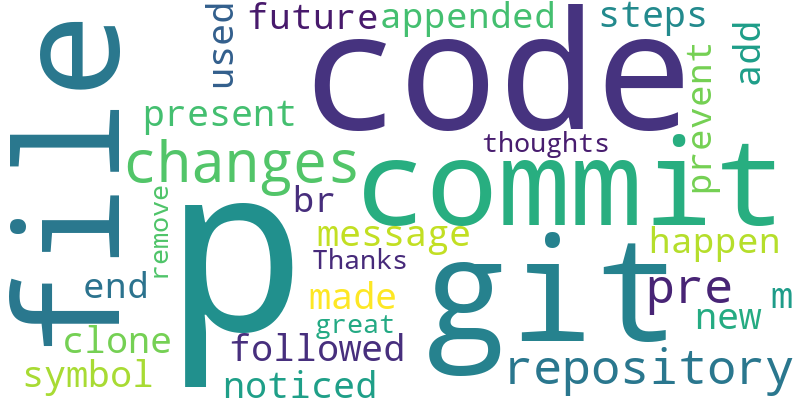 future
appended
steps
used
add
file
code
present
prevent
thoughts
changes
commit
remove
p
br
message
happen
Thanks
git
end
pre
m
made
new
great
clone
followed
symbol
noticed
repository